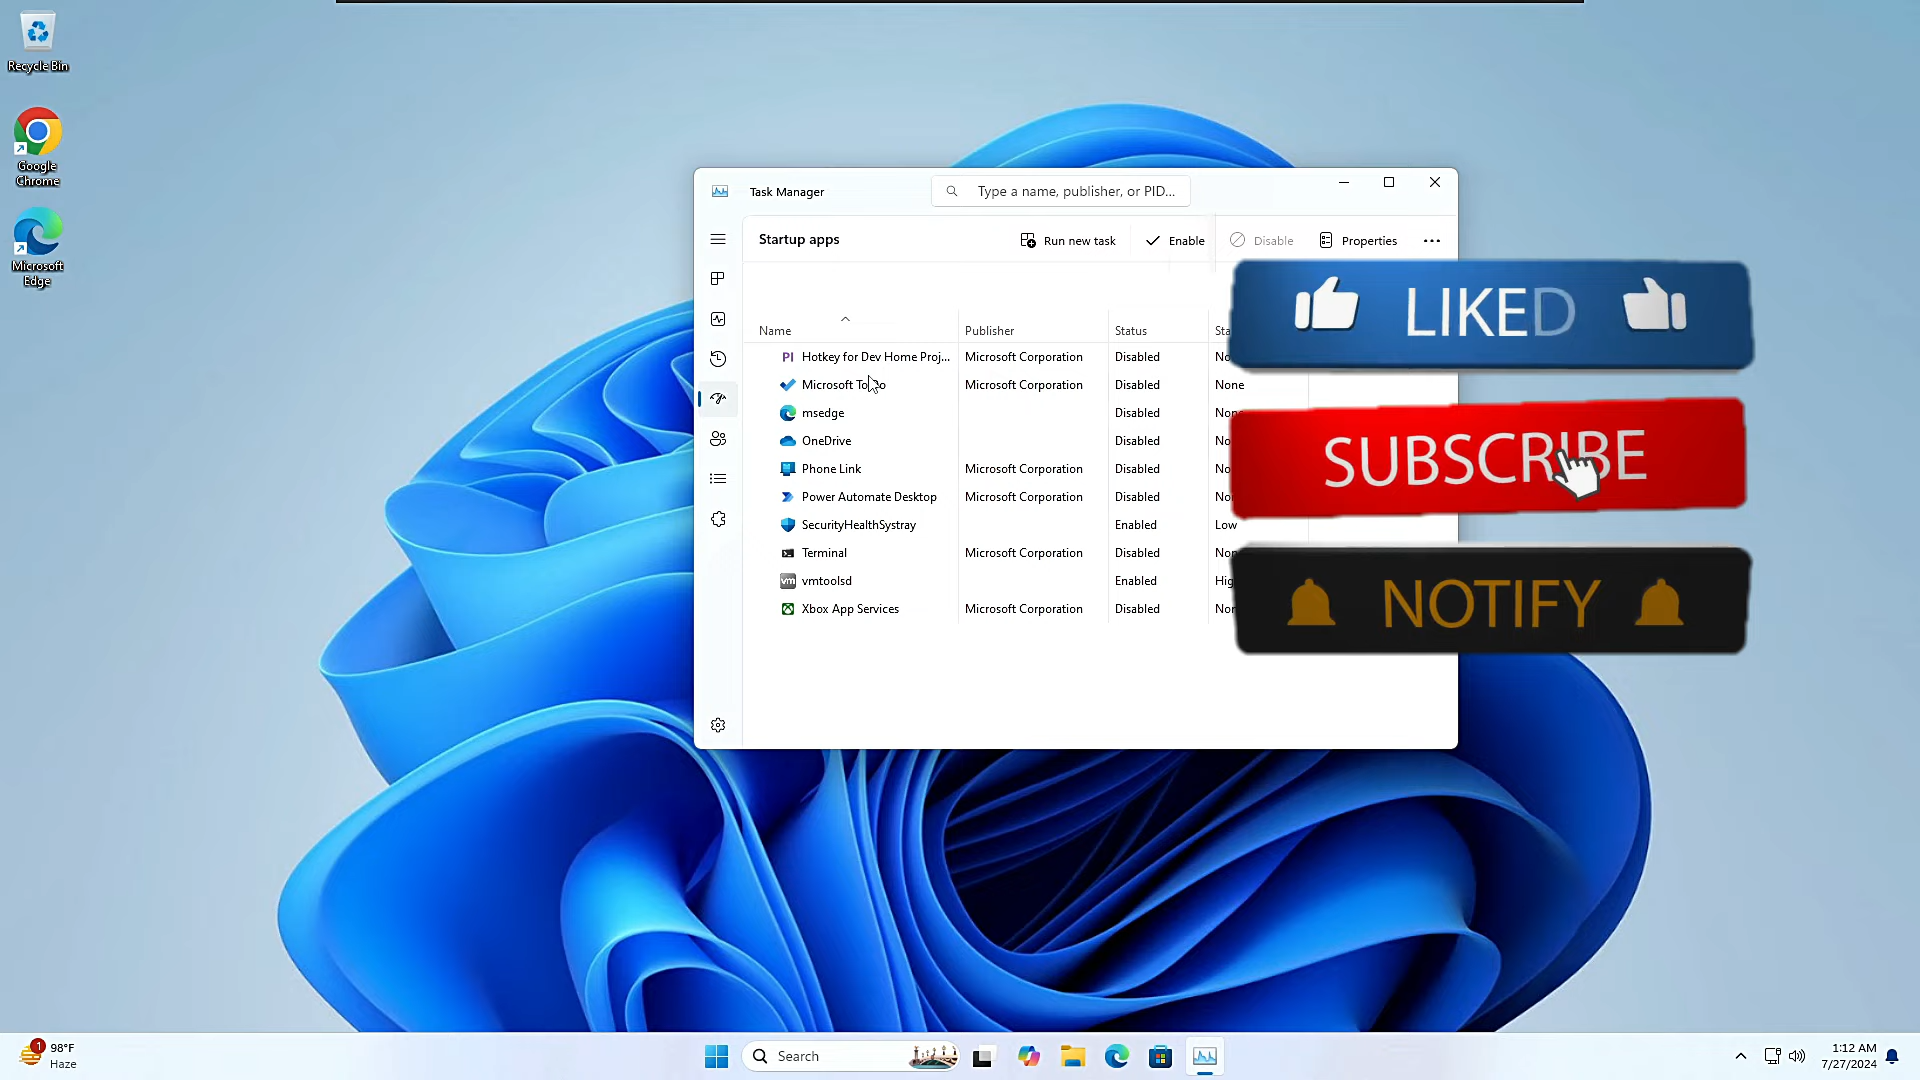 Recycle Bin
Google
Chrome
Microsoft
Edge
Task Manager
Type a name, publisher, or PID...
Startup apps
Run new task
Enable
Disable
Properties
Name Publisher Status
Hotkey for Dev Home Proj... Microsoft Corporation Disabled
Microsoft Microsoft Corporation Disabled None
msedge Disabled
OneDrive Disabled
Phone Link Microsoft Corporation Disabled
Power Automate Desktop Microsoft Corporation Disabled
SecurityHealthSystray Enabled Low
Terminal Microsoft Corporation Disabled
vm vmtoolsd Enabled
Xbox App Services Microsoft Corporation Disabled
LIKED
SUBSCRIBE
NOTIFY
1
98°F
Haze
Search
1:12 AM
7/27/2024